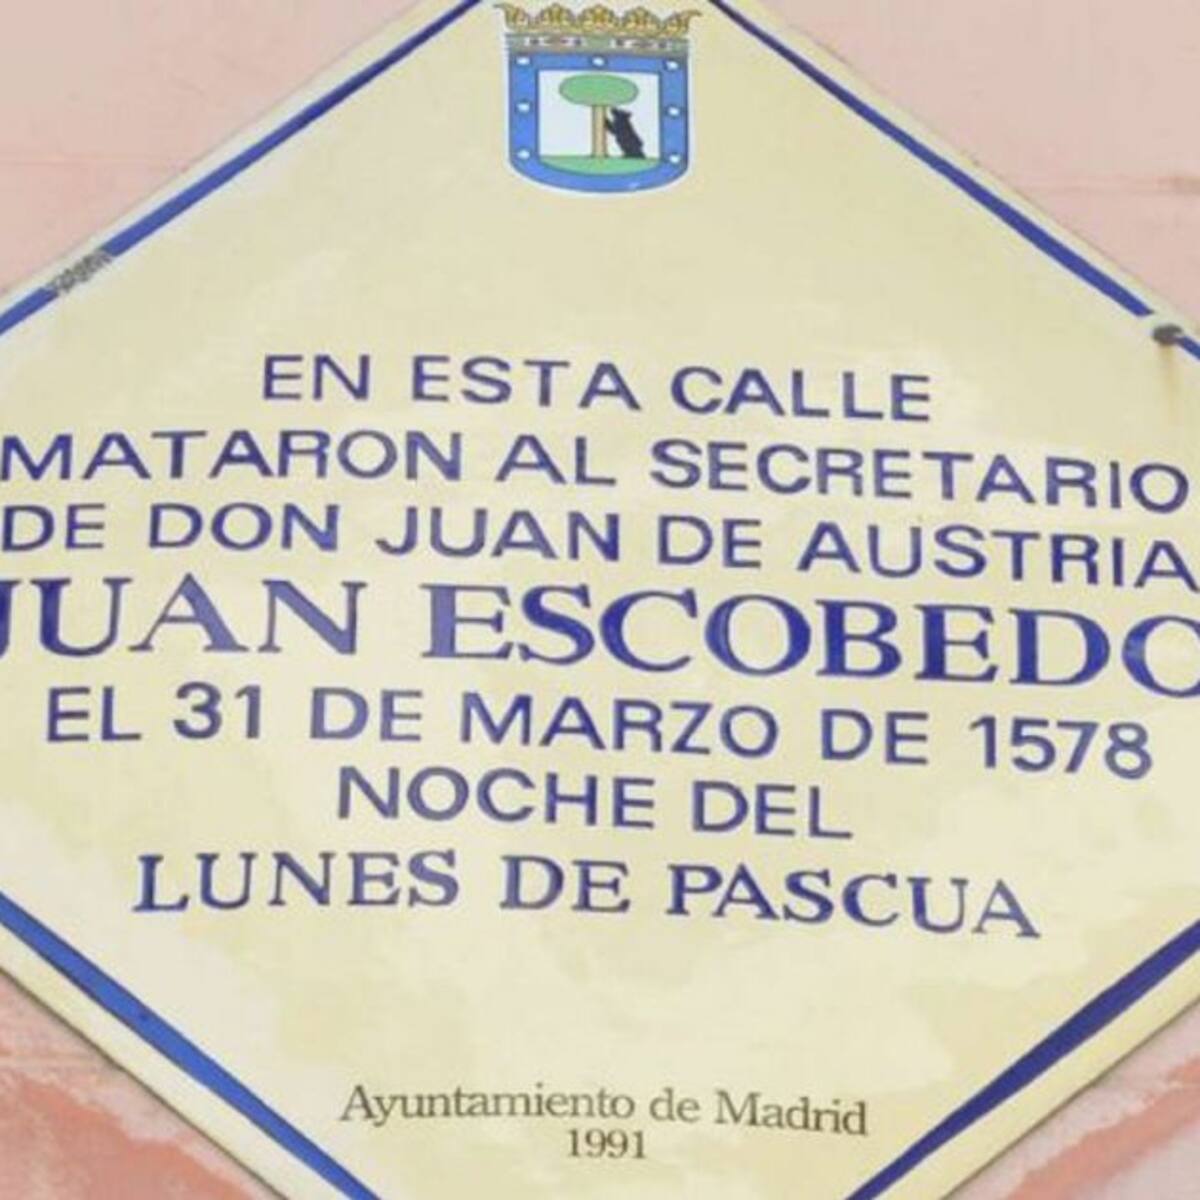 EN ESTA CALLE
MATARON AL SECRETARIO
DE DON JUAN DE AUSTRIA
JUAN ESCOBEDO
EL 31 DE MARZO DE 1578
NOCHE DEL
LUNES DE PASCUA
Ayuntamiento de Madrid
1991